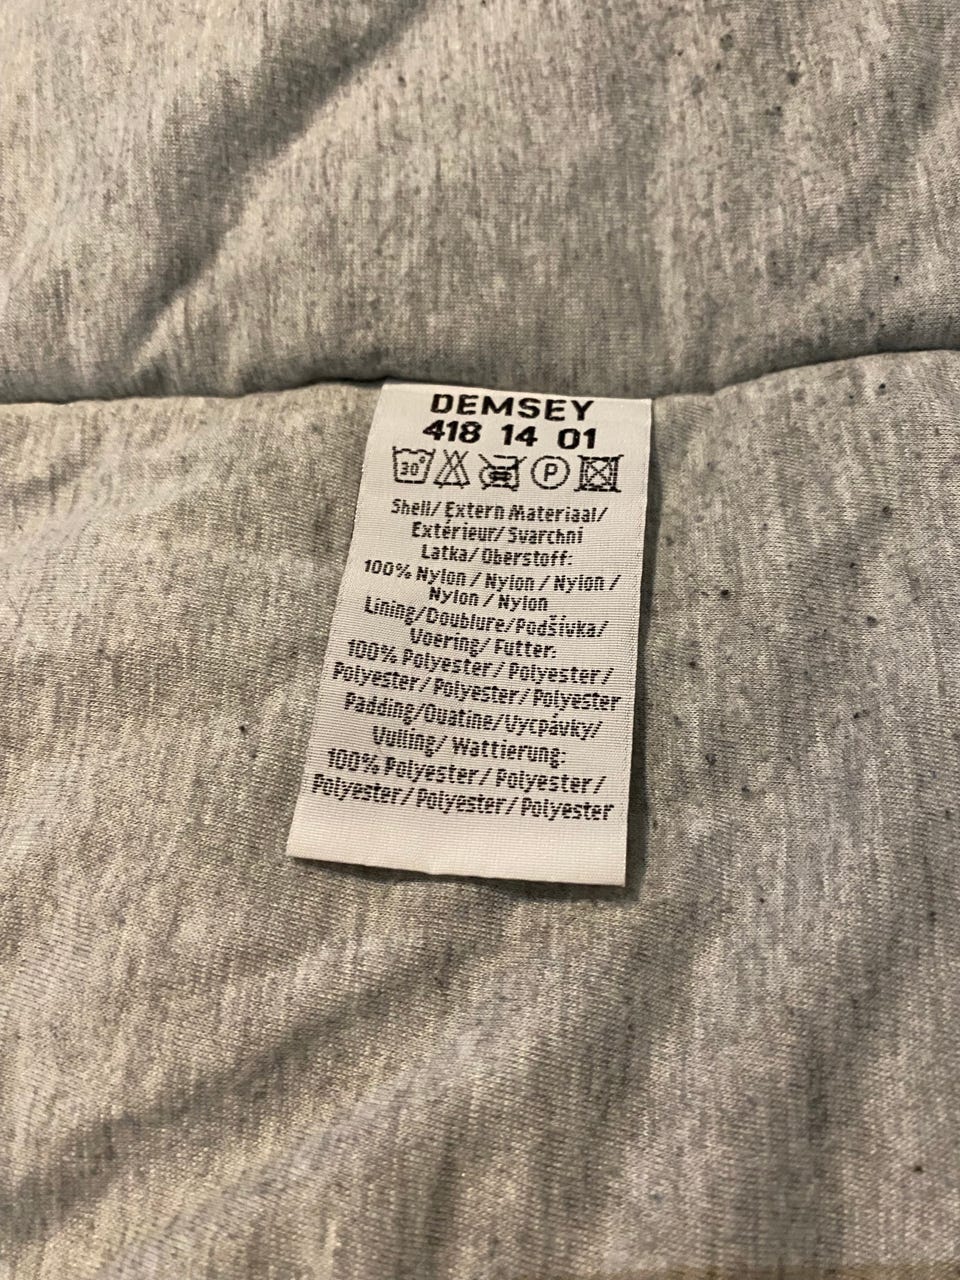 DEMSEY
418 14 01
30° P
Shell/ Extern Materiaal/
Extérieur/ Svarchní
Latka/ Oberstoff:
100% Nylon / Nylon / Nylon /
Nylon / Nylon
Lining/Doublure/Podšívka/
Voering/ Futter:
100% Polyester / Polyester /
Polyester/ Polyester/ Polyester
Padding/Ouatine/Vycpávky/
Vulling/ Wattierung:
100% Polyester / Polyester /
Polyester/ Polyester/ Polyester